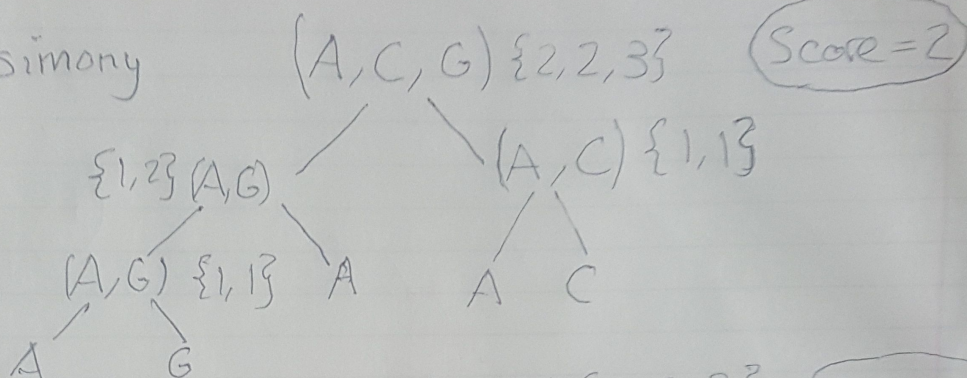 simony (A, C, G) {2, 2, 3} Score = 2
{1, 2} (A, G) (A, C) {1, 1}
(A, G) {1, 1} A A C
A G